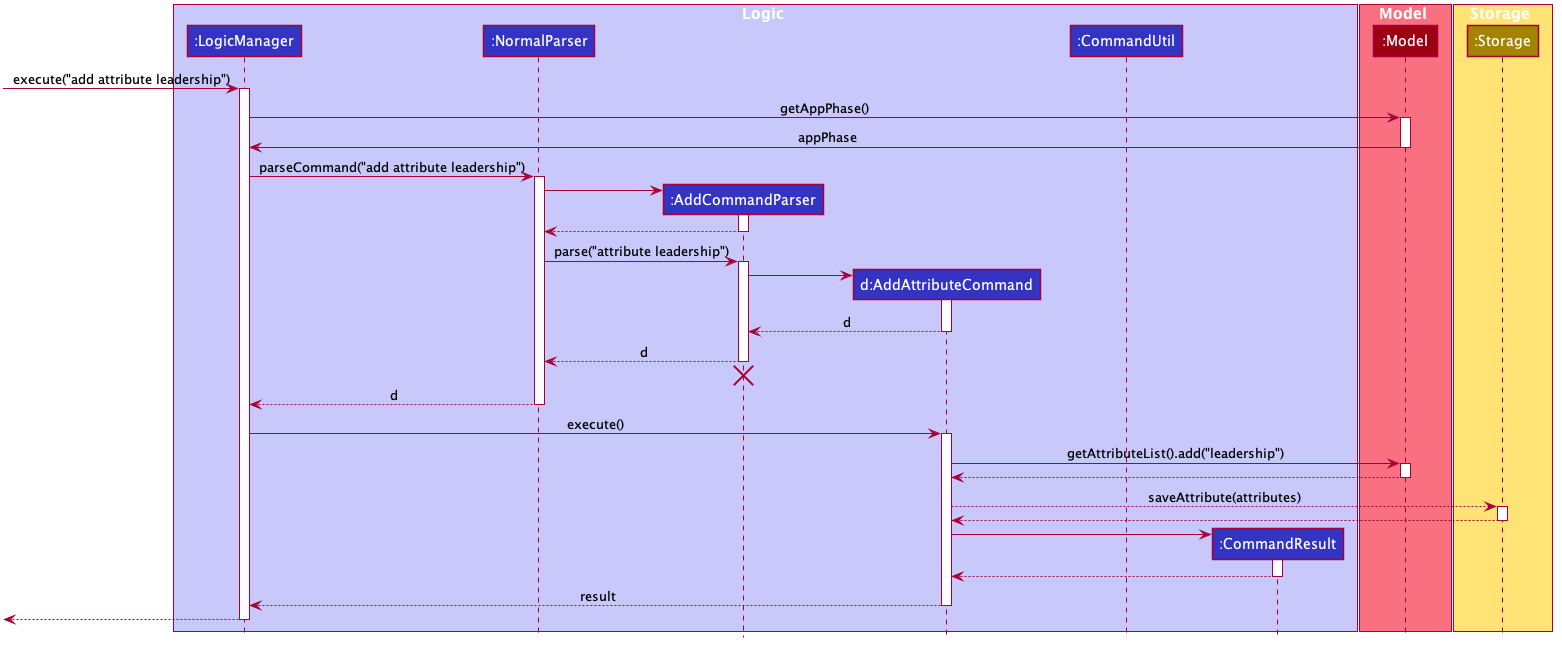 Logic
Model
Storage
:LogicManager
:NormalParser
:CommandUtil
:Model
:Storage
execute("add attribute leadership")
getAppPhase()
appPhase
parseCommand("add attribute leadership")
:AddCommandParser
parse("attribute leadership")
d:AddAttributeCommand
d
d
d
execute()
getAttributeList().add("leadership")
saveAttribute(attributes)
:CommandResult
result